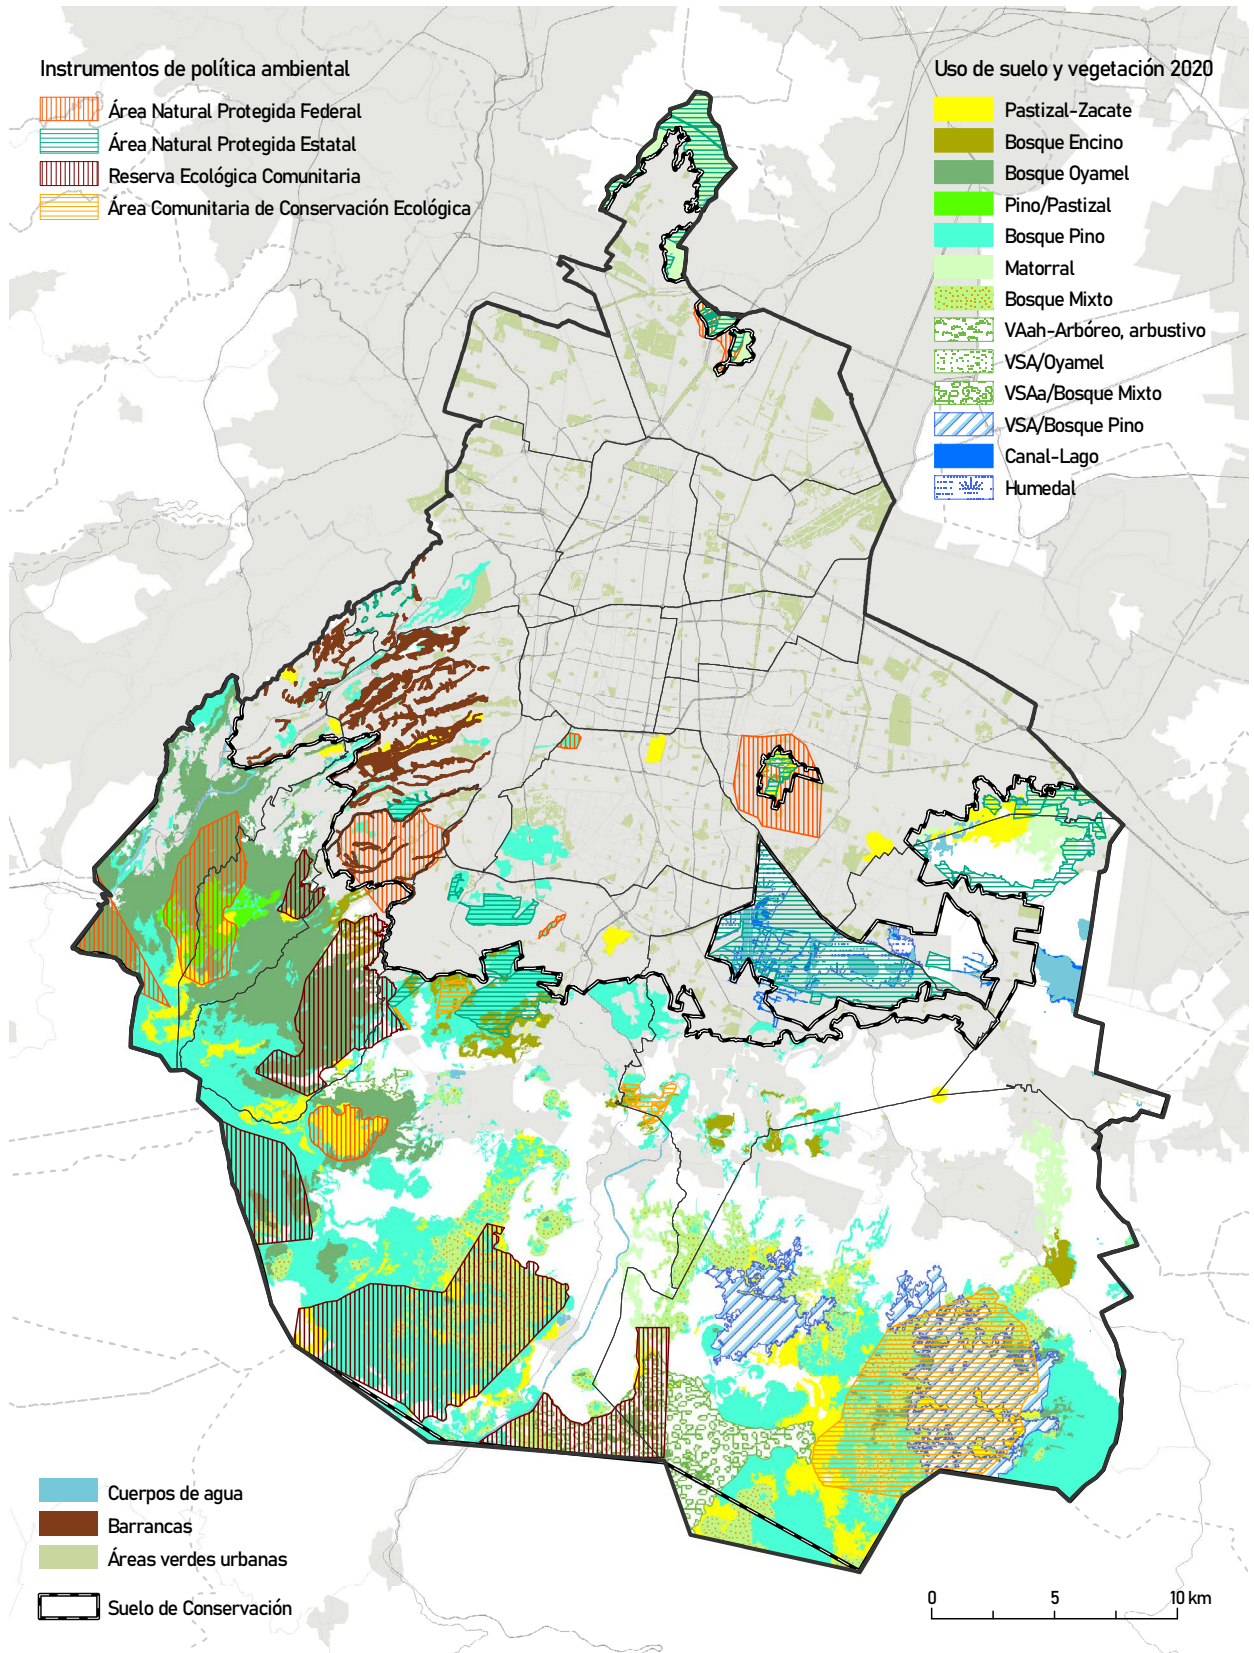 Instrumentos de política ambiental
Área Natural Protegida Federal
Área Natural Protegida Estatal
Reserva Ecológica Comunitaria
Área Comunitaria de Conservación Ecológica
Uso de suelo y vegetación 2020
Pastizal-Zacate
Bosque Encino
Bosque Oyamel
Pino/Pastizal
Bosque Pino
Matorral
Bosque Mixto
VAah-Arbóreo, arbustivo
VSA/Oyamel
VSAa/Bosque Mixto
VSA/Bosque Pino
Canal-Lago
Humedal
Cuerpos de agua
Barrancas
Áreas verdes urbanas
Suelo de Conservación
0 5 10 km